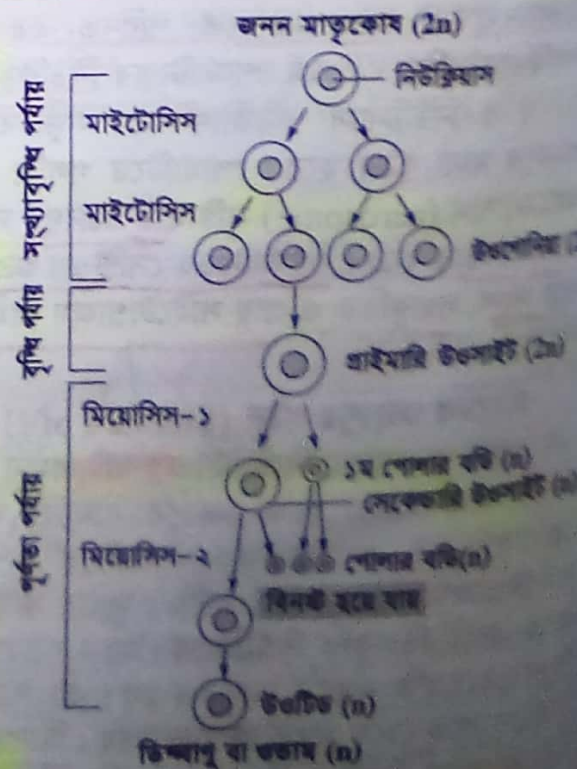 জনন মাতৃকোষ (2n)
নিউক্লিয়াস
সংখ্যাবৃদ্ধি পর্যায়
মাইটোসিস
মাইটোসিস
উওগোনিয়া
বৃদ্ধি পর্যায়
প্রাইমারি উওসাইট (2n)
পূর্ণতা পর্যায়
মিয়োসিস-১
১ম পোলার বডি (n)
সেকেন্ডারি উওসাইট (n)
মিয়োসিস-২
পোলার বডি(n)
বিনষ্ট হয়ে যায়
উওটিড (n)
ডিম্বাণু বা ওভাম (n)